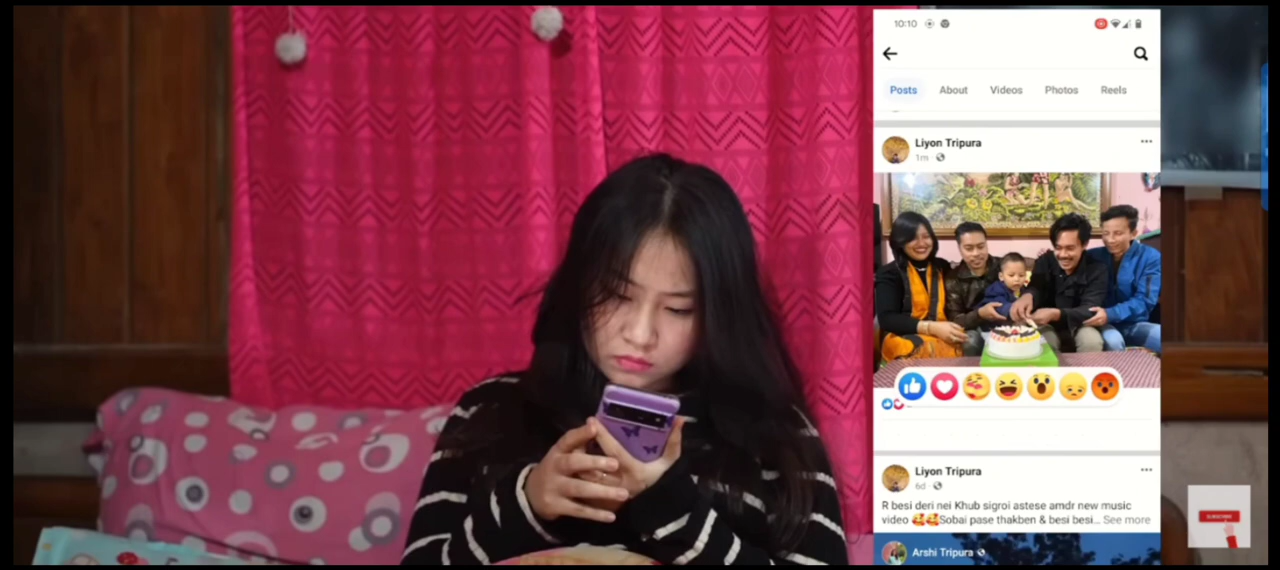 10:10
Posts About Videos Photos Reels
Liyon Tripura
1m
Liyon Tripura
6d
R besi deri nei Khub sigroi astese amdr new music
video 🥰🥰Sobai pase thakben & besi besi... See more
Arshi Tripura
SUBSCRIBE